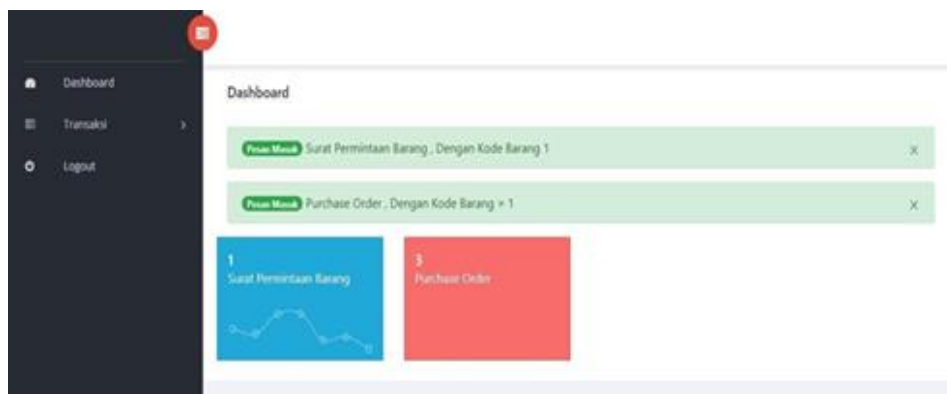 Dashboard
Transaksi
Logout
Dashboard
Pesan Masuk Surat Permintaan Barang , Dengan Kode Barang 1 X
Pesan Masuk Purchase Order , Dengan Kode Barang = 1 X
1
Surat Permintaan Barang
3
Purchase Order